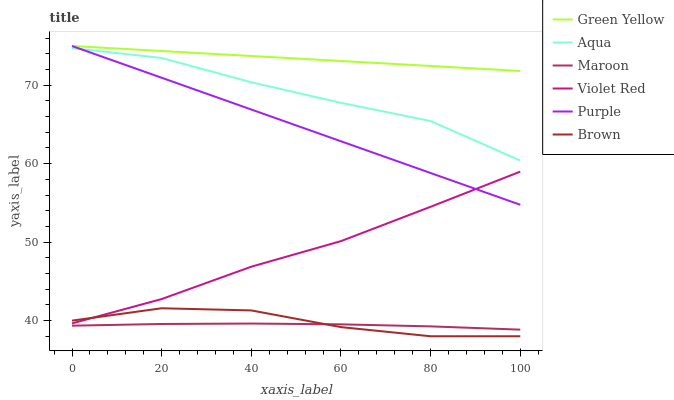 title
Green Yellow
Aqua
Maroon
Violet Red
Purple
Brown
yaxis_label
70
60
50
40
0 20 40 60 80 100
xaxis_label